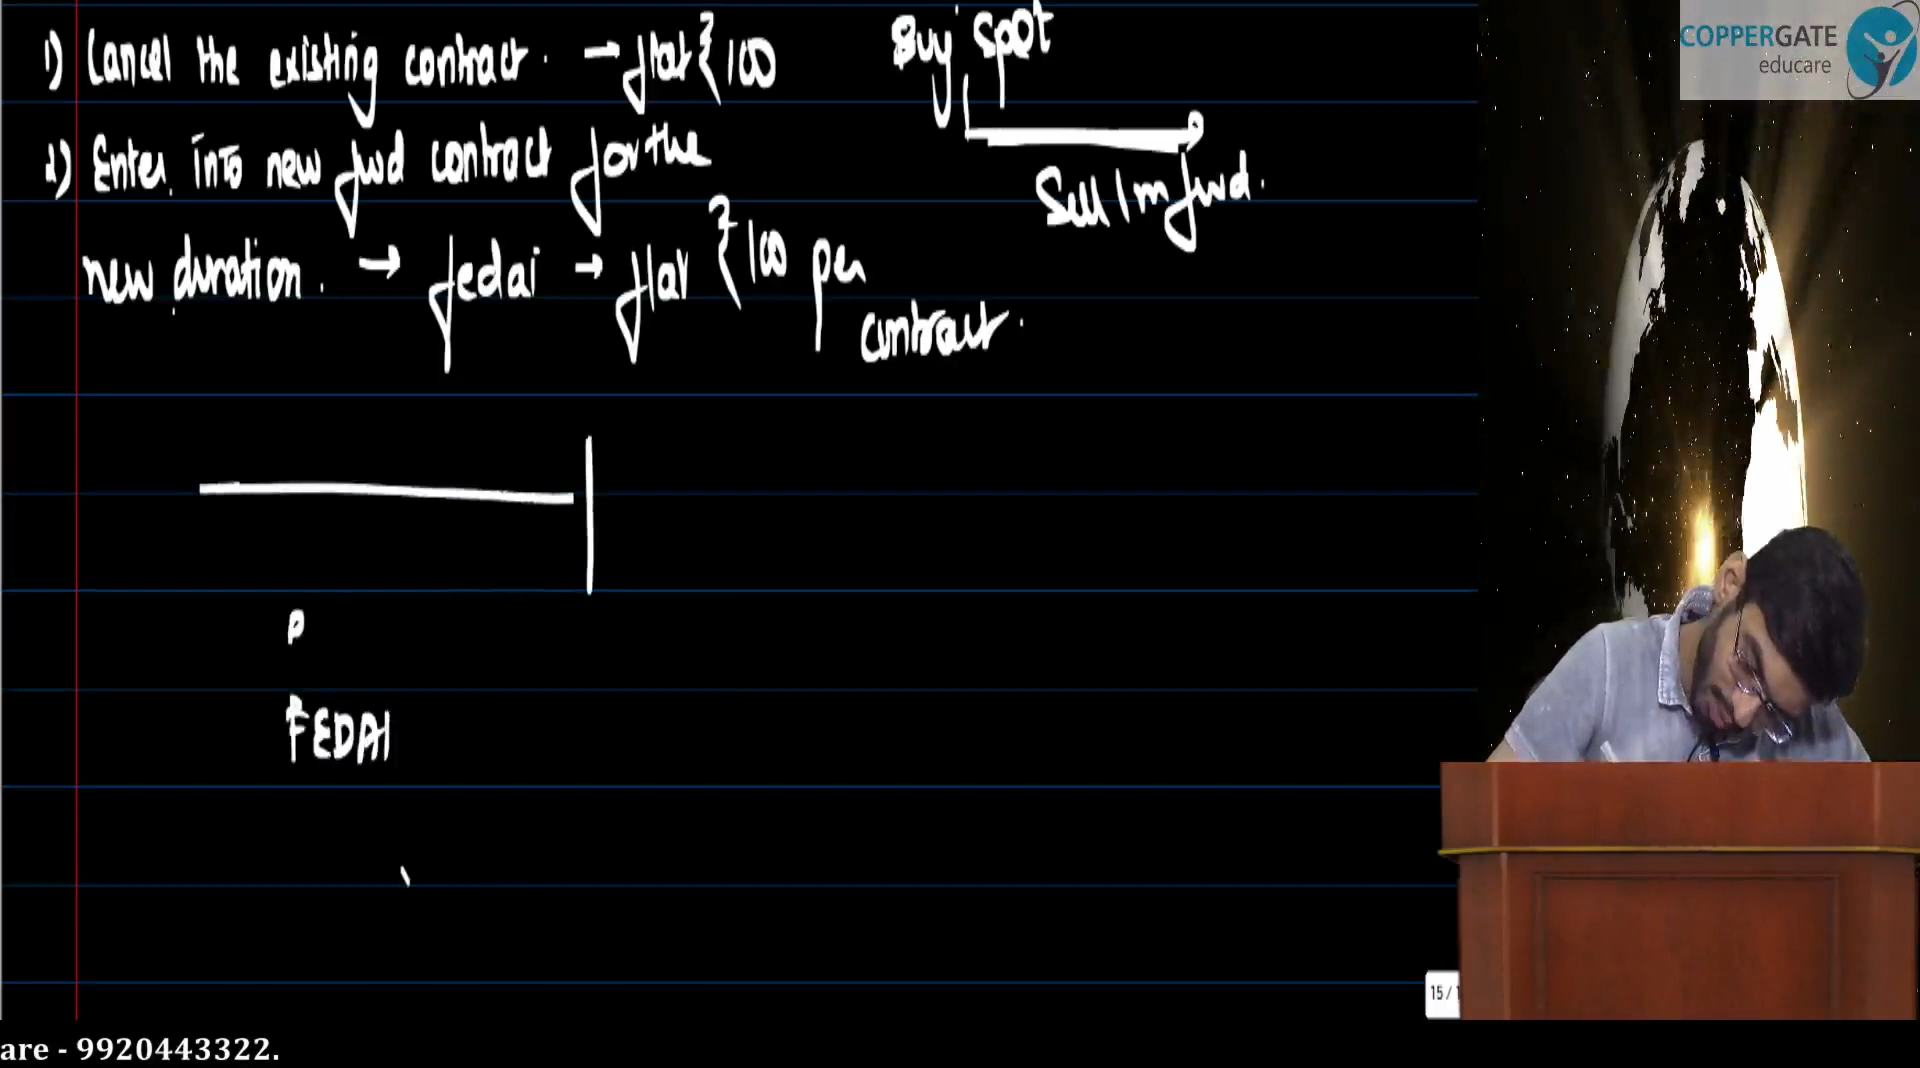 1) Cancel the existing contract. → flat ₹100
2) Enter into new fwd contract for the
new duration. → fedai → flat ₹100 per
contract.
Buy spot
Sell 1m fwd.
P
FEDAI
COPPERGATE
educare
15/1
are - 9920443322.